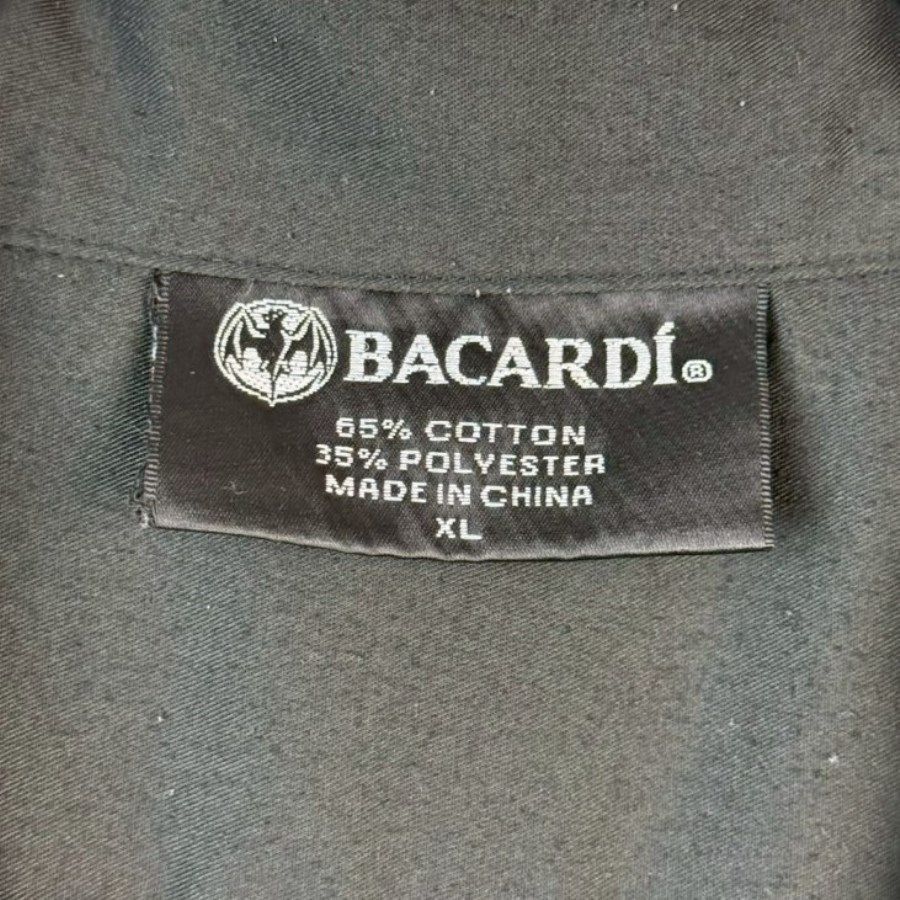 BACARDÍ®
65% COTTON
35% POLYESTER
MADE IN CHINA
XL